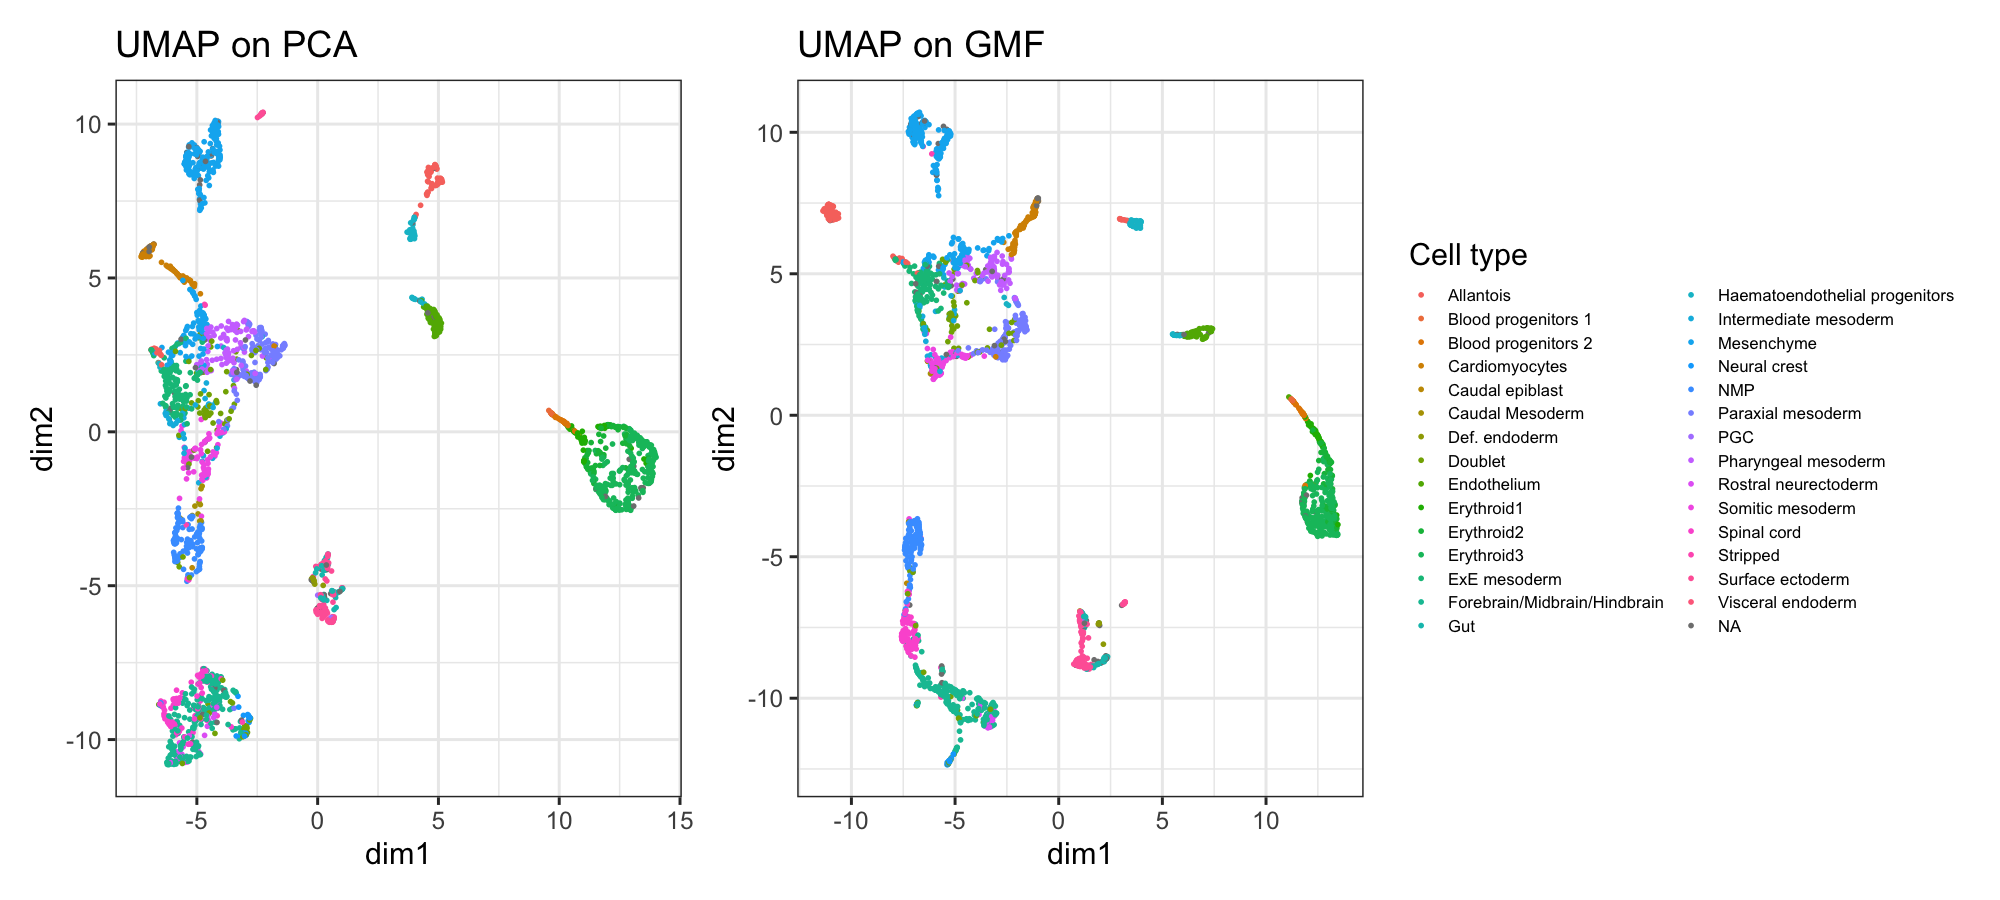 UMAP on PCA
10
5
0
-5
-10
dim2
-5
0
5
10
15
dim1
UMAP on GMF
10
5
0
-5
-10
dim2
-10
-5
0
5
10
dim1
Cell type
Allantois
Blood progenitors 1
Blood progenitors 2
Cardiomyocytes
Caudal epiblast
Caudal Mesoderm
Def. endoderm
Doublet
Endothelium
Erythroid1
Erythroid2
Erythroid3
ExE mesoderm
Forebrain/Midbrain/Hindbrain
Gut
Haematoendothelial progenitors
Intermediate mesoderm
Mesenchyme
Neural crest
NMP
Paraxial mesoderm
PGC
Pharyngeal mesoderm
Rostral neurectoderm
Somitic mesoderm
Spinal cord
Stripped
Surface ectoderm
Visceral endoderm
NA